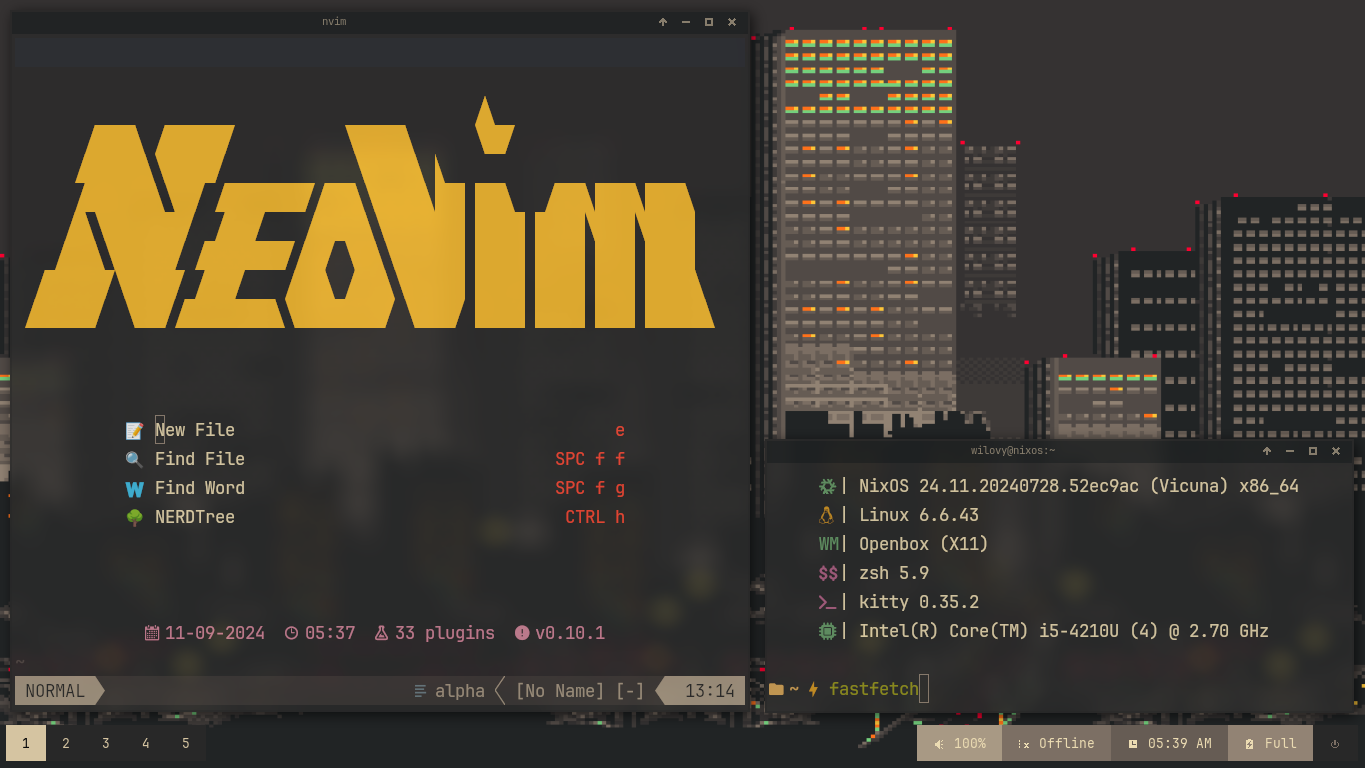 nvim
NEOVim
New File e
Find File SPC f f
Find Word SPC f g
NERDTree CTRL h
11-09-2024 05:37 33 plugins v0.10.1
~
NORMAL alpha [No Name] [-] 13:14
wilovy@nixos:~
| NixOS 24.11.20240728.52ec9ac (Vicuna) x86_64
| Linux 6.6.43
WM| Openbox (X11)
$$| zsh 5.9
>_| kitty 0.35.2
| Intel(R) Core(TM) i5-4210U (4) @ 2.70 GHz
~ fastfetch
1 2 3 4 5 100% Offline 05:39 AM Full